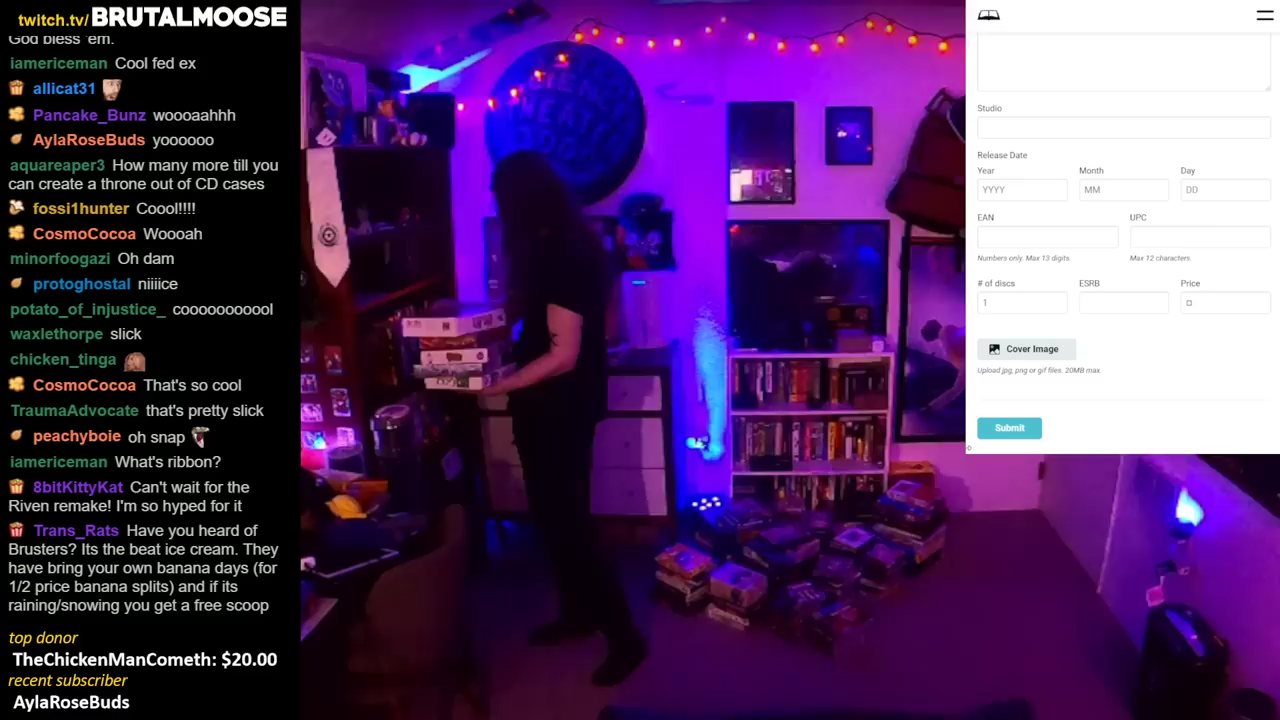 twitch.tv/BRUTALMOOSE
God bless 'em.
iamericeman Cool fed ex
allicat31
Pancake_Bunz woooaahhh
AylaRoseBuds yoooooo
aquareaper3 How many more till you
can create a throne out of CD cases
fossi1hunter Coool!!!!
CosmoCocoa Woooah
minorfoogazi Oh dam
protoghostal niiiice
potato_of_injustice_ cooooooooool
waxlethorpe slick
chicken_tinga
CosmoCocoa That's so cool
TraumaAdvocate that's pretty slick
peachyboie oh snap
iamericeman What's ribbon?
8bitKittyKat Can't wait for the
Riven remake! I'm so hyped for it
Trans_Rats Have you heard of
Brusters? Its the beat ice cream. They
have bring your own banana days (for
1/2 price banana splits) and if its
raining/snowing you get a free scoop
top donor
TheChickenManCometh: $20.00
recent subscriber
AylaRoseBuds
Studio
Release Date
Year Month Day
YYYY MM DD
EAN UPC
Numbers only. Max 13 digits. Max 12 characters.
# of discs ESRB Price
1
Cover Image
Upload jpg, png or gif files. 20MB max.
Submit